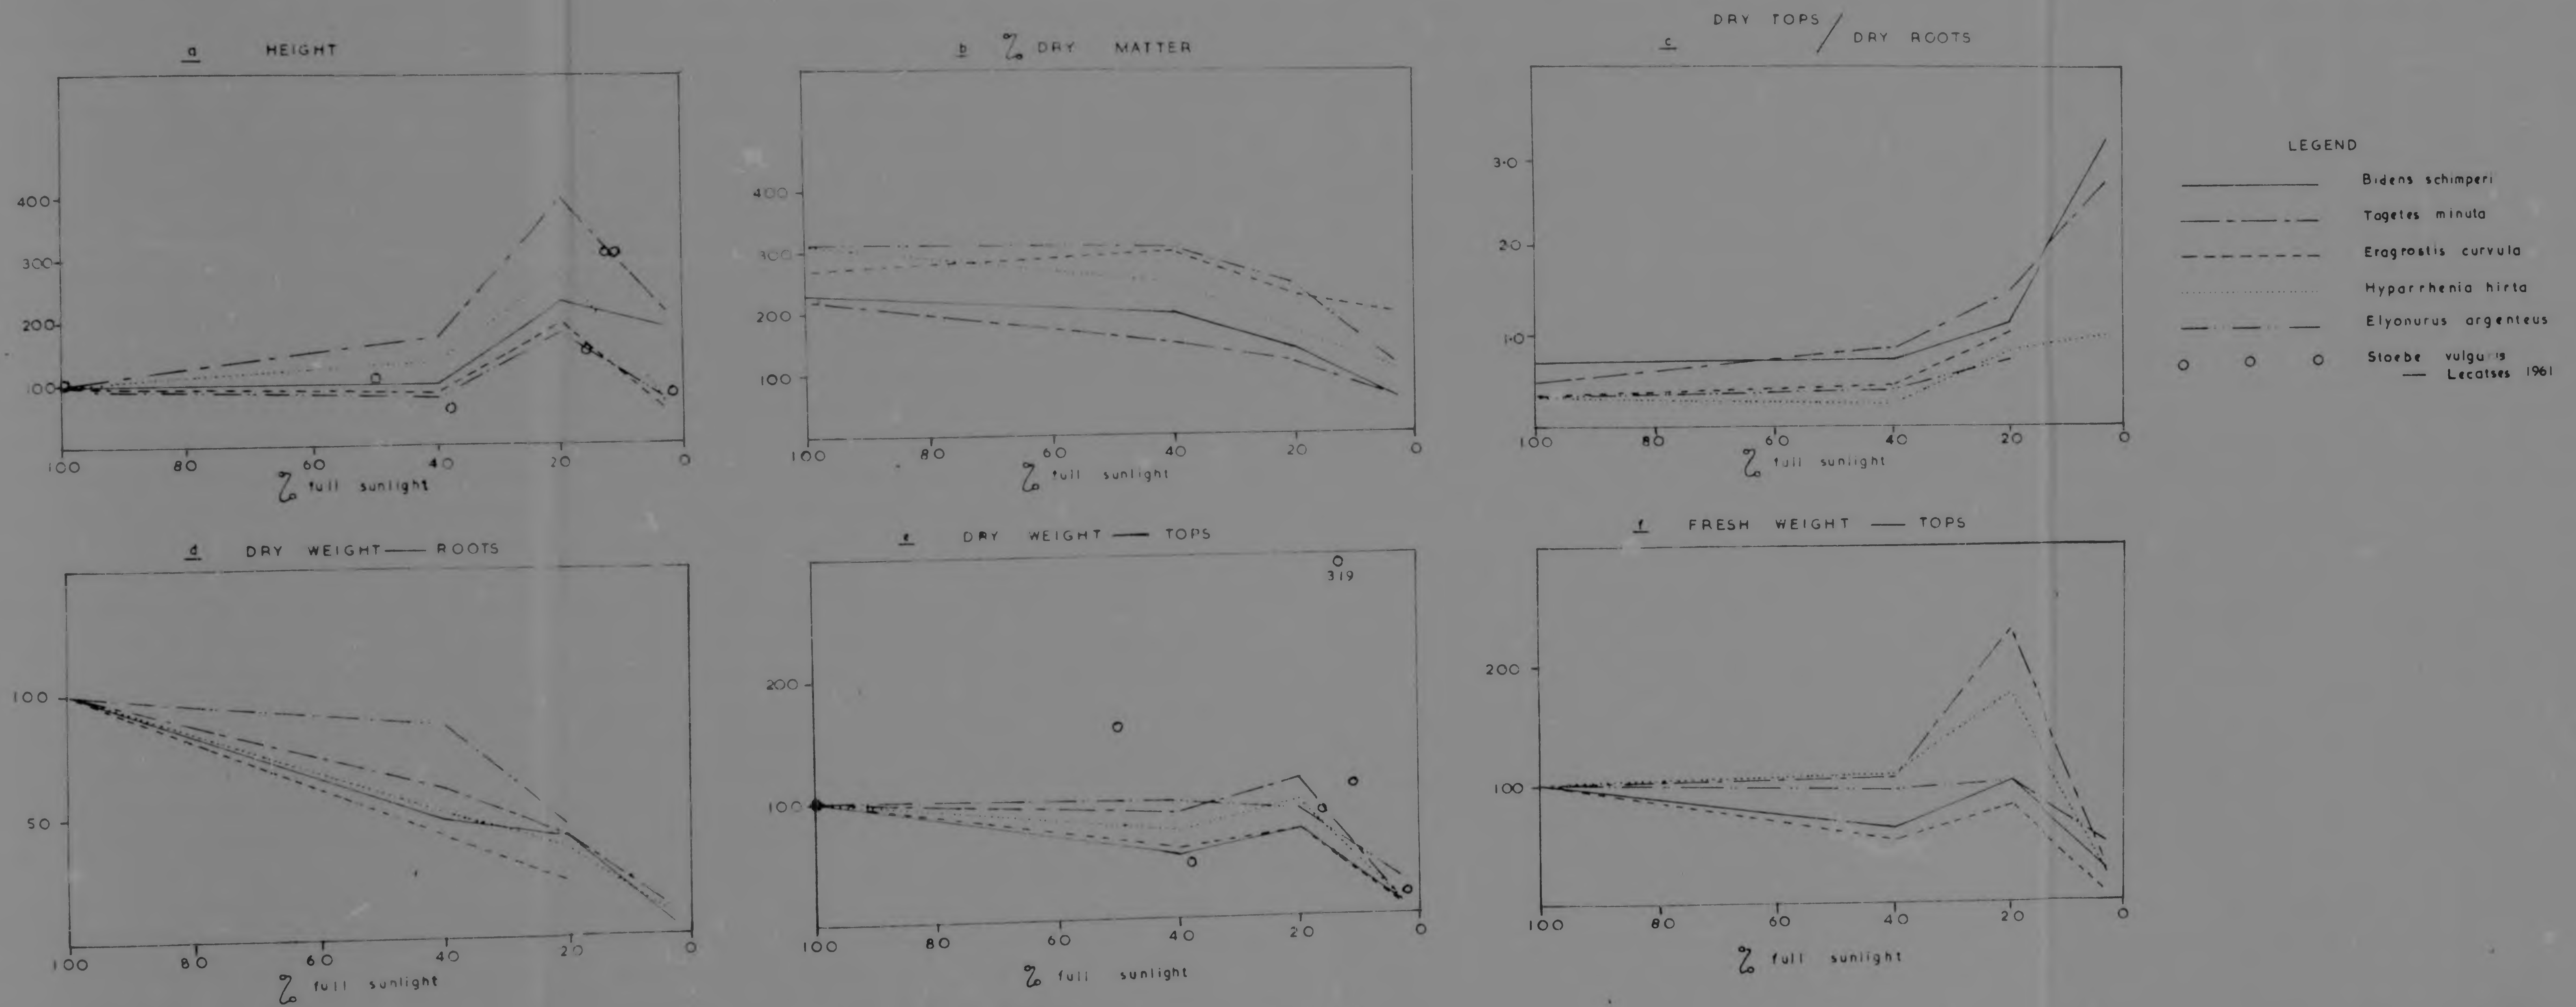 a HEIGHT
400
300
200
100
100 80 60 40 20 0
% full sunlight
b % DRY MATTER
400
300
200
100
100 80 60 40 20 0
% full sunlight
c DRY TOPS / DRY ROOTS
3·0
2·0
1·0
100 80 60 40 20 0
% full sunlight
LEGEND
Bidens schimperi
Tagetes minuta
Eragrostis curvula
Hyparrhenia hirta
Elyonurus argenteus
Stoebe vulguris
— Lecatses 1961
d DRY WEIGHT — ROOTS
100
50
100 80 60 40 20 0
% full sunlight
e DRY WEIGHT — TOPS
319
200
100
100 80 60 40 20 0
% full sunlight
f FRESH WEIGHT — TOPS
200
100
100 80 60 40 20 0
% full sunlight